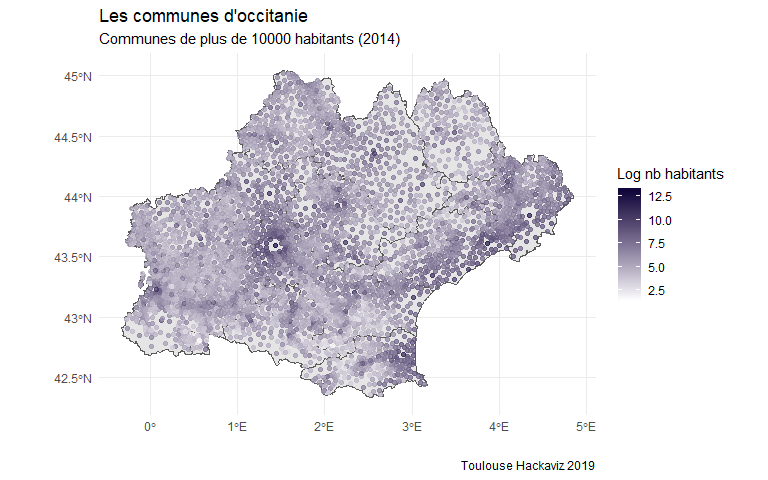 Les communes d'occitanie
Communes de plus de 10000 habitants (2014)
45°N
44.5°N
44°N
43.5°N
43°N
42.5°N
0°
1°E
2°E
3°E
4°E
5°E
Log nb habitants
12.5
10.0
7.5
5.0
2.5
Toulouse Hackaviz 2019